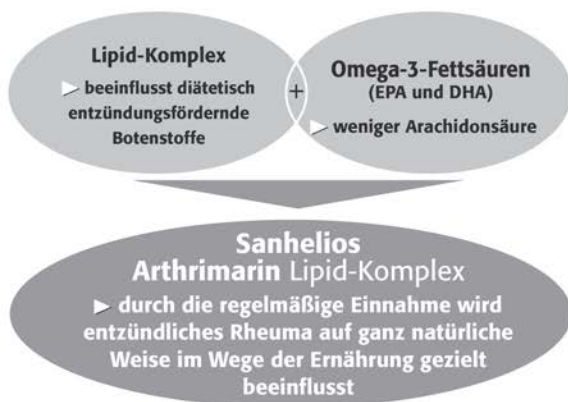 Lipid-Komplex
▷ beeinflusst diätetisch
entzündungsfördernde
Botenstoffe
+
Omega-3-Fettsäuren
(EPA und DHA)
▷ weniger Arachidonsäure
Sanhelios
Arthrimarin Lipid-Komplex
▷ durch die regelmäßige Einnahme wird
entzündliches Rheuma auf ganz natürliche
Weise im Wege der Ernährung gezielt
beeinflusst